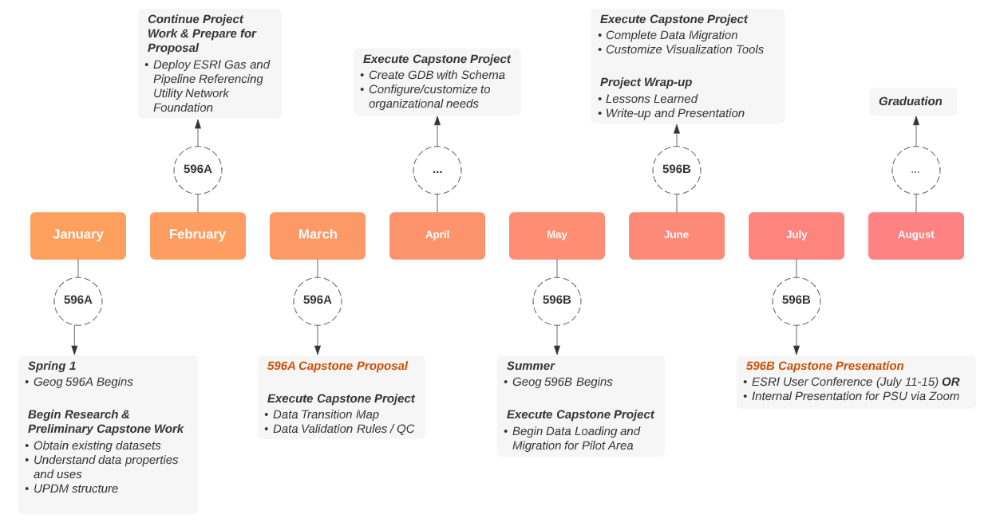 Continue Project
Work & Prepare for
Proposal
• Deploy ESRI Gas and
Pipeline Referencing
Utility Network
Foundation
Execute Capstone Project
• Create GDB with Schema
• Configure/customize to
organizational needs
Execute Capstone Project
• Complete Data Migration
• Customize Visualization Tools
Project Wrap-up
• Lessons Learned
• Write-up and Presentation
Graduation
596A
...
596B
...
January
February
March
April
May
June
July
August
596A
596A
596B
596B
Spring 1
• Geog 596A Begins
Begin Research &
Preliminary Capstone Work
• Obtain existing datasets
• Understand data properties
and uses
• UPDM structure
596A Capstone Proposal
Execute Capstone Project
• Data Transition Map
• Data Validation Rules / QC
Summer
• Geog 596B Begins
Execute Capstone Project
• Begin Data Loading and
Migration for Pilot Area
596B Capstone Presenation
• ESRI User Conference (July 11-15) OR
• Internal Presentation for PSU via Zoom